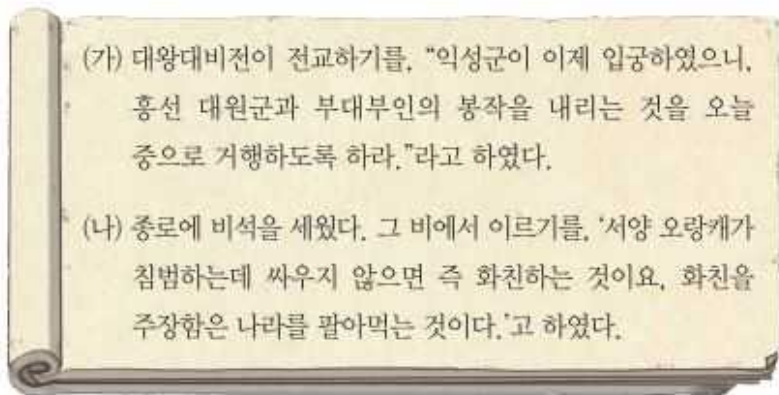 (가) 대왕대비전이 전교하기를, “익성군이 이제 입궁하였으니,
흥선 대원군과 부대부인의 봉작을 내리는 것을 오늘
중으로 거행하도록 하라.”라고 하였다.
(나) 종로에 비석을 세웠다. 그 비에서 이르기를, ‘서양 오랑캐가
침범하는데 싸우지 않으면 즉 화친하는 것이요, 화친을
주장함은 나라를 팔아먹는 것이다.’고 하였다.